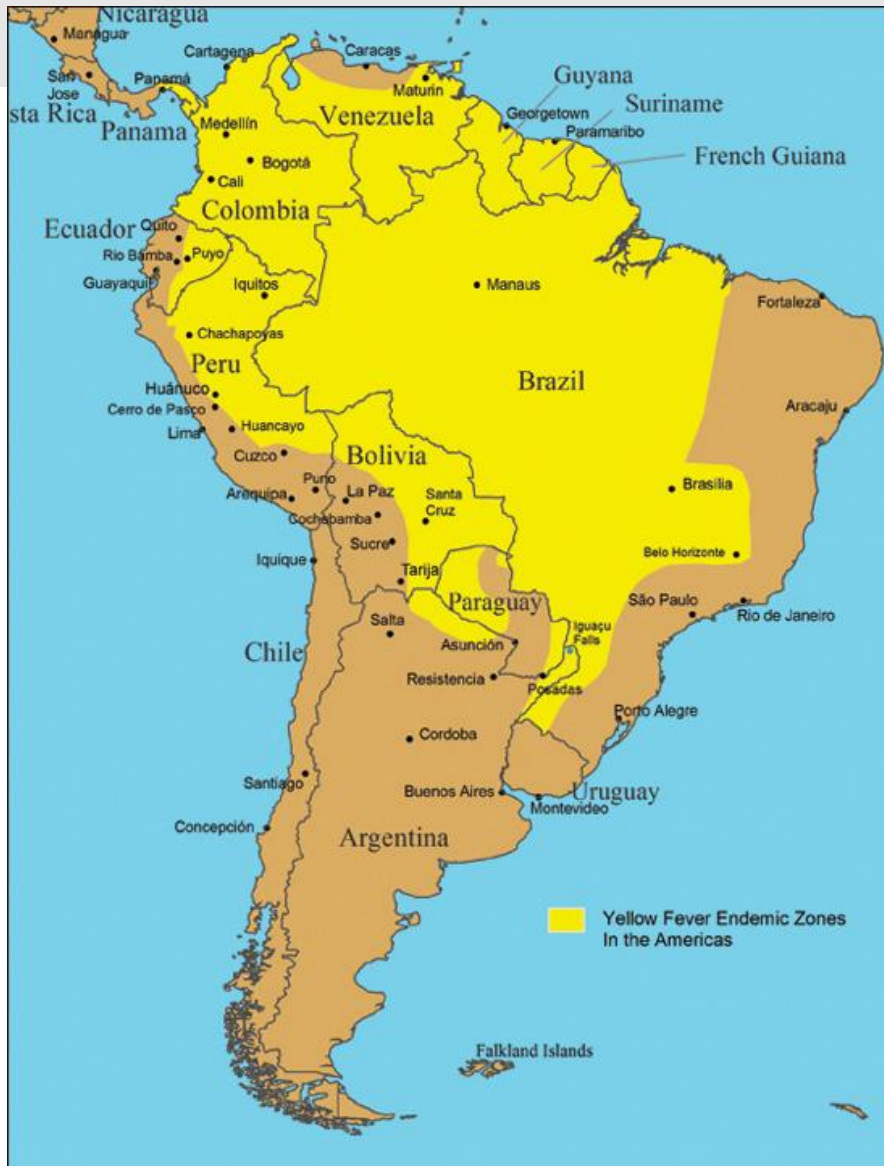 Nicaragua
Managua
Cartagena
Caracas
San
Jose
Panamá
Maturin
Guyana
sta Rica
Panama
Venezuela
Georgetown
Suriname
Medellín
Paramaribo
French Guiana
Bogotá
Cali
Colombia
Ecuador
Quito
Rio Bamba
Puyo
Guayaquil
Iquitos
Manaus
Fortaleza
Chachapoyas
Peru
Brazil
Huánuco
Cerro de Pasco
Aracaju
Lima
Huancayo
Cuzco
Bolivia
Puno
La Paz
Brasilia
Arequipa
Santa
Cruz
Cochebamba
Sucre
Belo Horizonte
Iquique
Tarija
Paraguay
São Paulo
Rio de Janeiro
Salta
Iguaçu
Falls
Asunción
Chile
Resistencia
Posadas
Porto Alegre
Cordoba
Santiago
Buenos Aires
Uruguay
Montevideo
Concepción
Argentina
Yellow Fever Endemic Zones
In the Americas
Falkland Islands